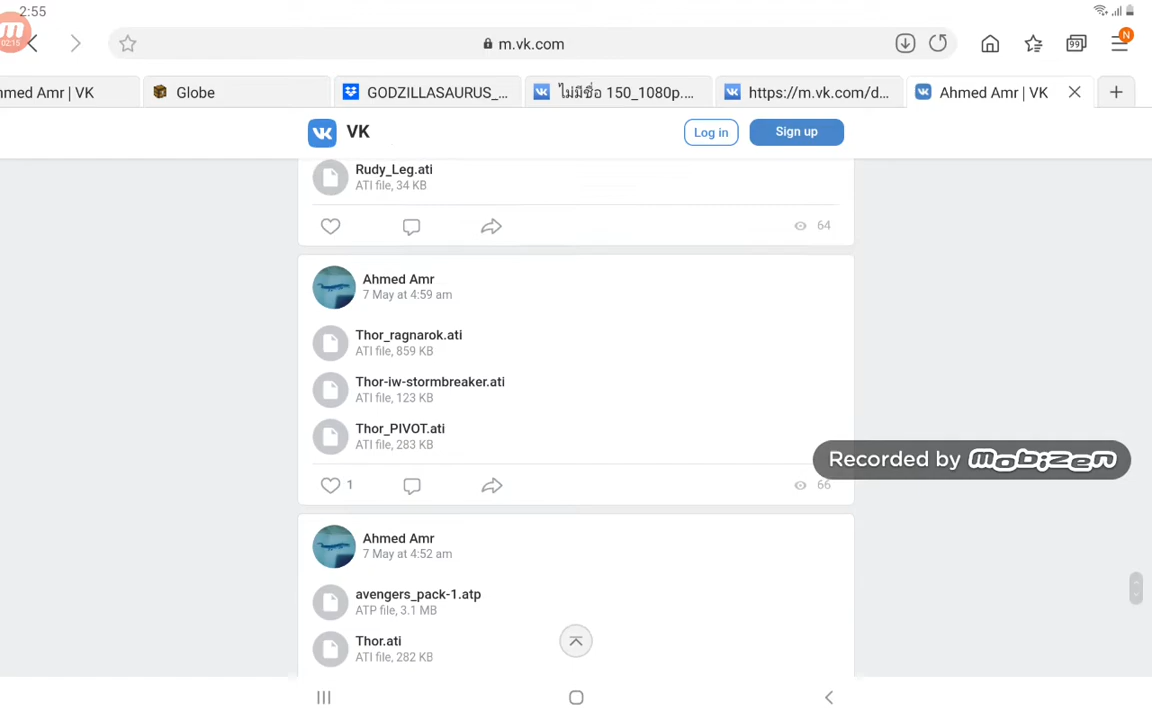 2:55
02:15
m.vk.com
99
N
med Amr | VK
Globe
GODZILLASAURUS_...
ไม่มีชื่อ 150_1080p....
https://m.vk.com/d...
Ahmed Amr | VK
VK
Log in
Sign up
Rudy_Leg.ati
ATI file, 34 KB
64
Ahmed Amr
7 May at 4:59 am
Thor_ragnarok.ati
ATI file, 859 KB
Thor-iw-stormbreaker.ati
ATI file, 123 KB
Thor_PIVOT.ati
ATI file, 283 KB
Recorded by mobizen
1
66
Ahmed Amr
7 May at 4:52 am
avengers_pack-1.atp
ATP file, 3.1 MB
Thor.ati
ATI file, 282 KB